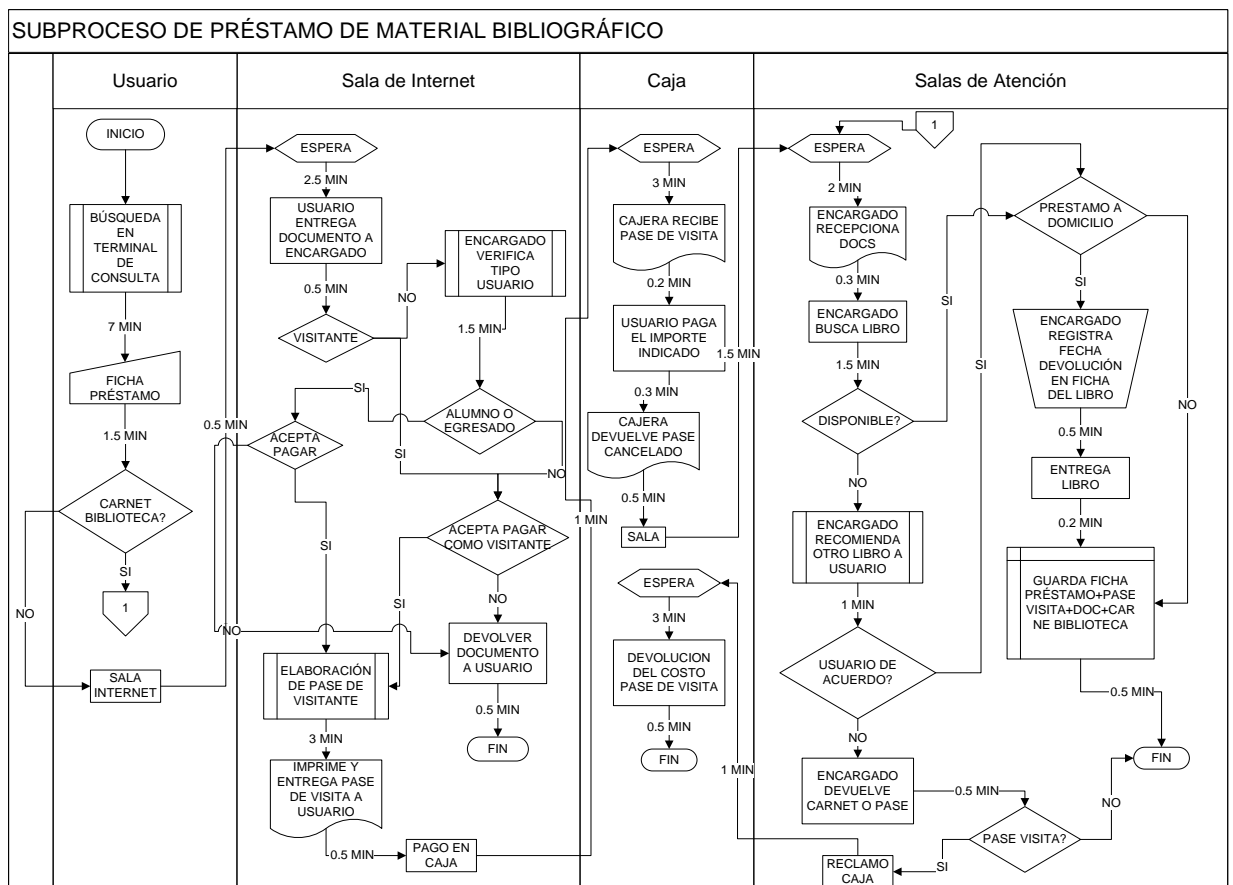 SUBPROCESO DE PRÉSTAMO DE MATERIAL BIBLIOGRÁFICO
Usuario
Sala de Internet
Caja
Salas de Atención
INICIO
BÚSQUEDA
EN
TERMINAL
DE
CONSULTA
7 MIN
FICHA
PRÉSTAMO
1.5 MIN
CARNET
BIBLIOTECA?
SI
1
NO
SALA
INTERNET
0.5 MIN
ESPERA
2.5 MIN
USUARIO
ENTREGA
DOCUMENTO A
ENCARGADO
0.5 MIN
VISITANTE
NO
ENCARGADO
VERIFICA
TIPO
USUARIO
1.5 MIN
ALUMNO O
EGRESADO
SI
SI
NO
ACEPTA
PAGAR
SI
NO
ACEPTA PAGAR
COMO VISITANTE
SI
NO
DEVOLVER
DOCUMENTO
A USUARIO
0.5 MIN
FIN
ELABORACIÓN
DE PASE DE
VISITANTE
3 MIN
IMPRIME Y
ENTREGA PASE
DE VISITA A
USUARIO
0.5 MIN
PAGO EN
CAJA
1 MIN
ESPERA
3 MIN
CAJERA RECIBE
PASE DE VISITA
0.2 MIN
USUARIO PAGA
EL IMPORTE
INDICADO
0.3 MIN
CAJERA
DEVUELVE PASE
CANCELADO
0.5 MIN
SALA
1.5 MIN
ESPERA
3 MIN
DEVOLUCION
DEL COSTO
PASE DE VISITA
0.5 MIN
FIN
1 MIN
1
ESPERA
2 MIN
ENCARGADO
RECEPCIONA
DOCS
0.3 MIN
ENCARGADO
BUSCA LIBRO
1.5 MIN
DISPONIBLE?
SI
NO
ENCARGADO
RECOMIENDA
OTRO LIBRO A
USUARIO
1 MIN
USUARIO DE
ACUERDO?
SI
NO
ENCARGADO
DEVUELVE
CARNET O PASE
0.5 MIN
PASE VISITA?
SI
NO
RECLAMO
CAJA
PRESTAMO A
DOMICILIO
SI
NO
ENCARGADO
REGISTRA
FECHA
DEVOLUCIÓN
EN FICHA
DEL LIBRO
0.5 MIN
ENTREGA
LIBRO
0.2 MIN
GUARDA FICHA
PRÉSTAMO+PASE
VISITA+DOC+CAR
NE BIBLIOTECA
0.5 MIN
FIN